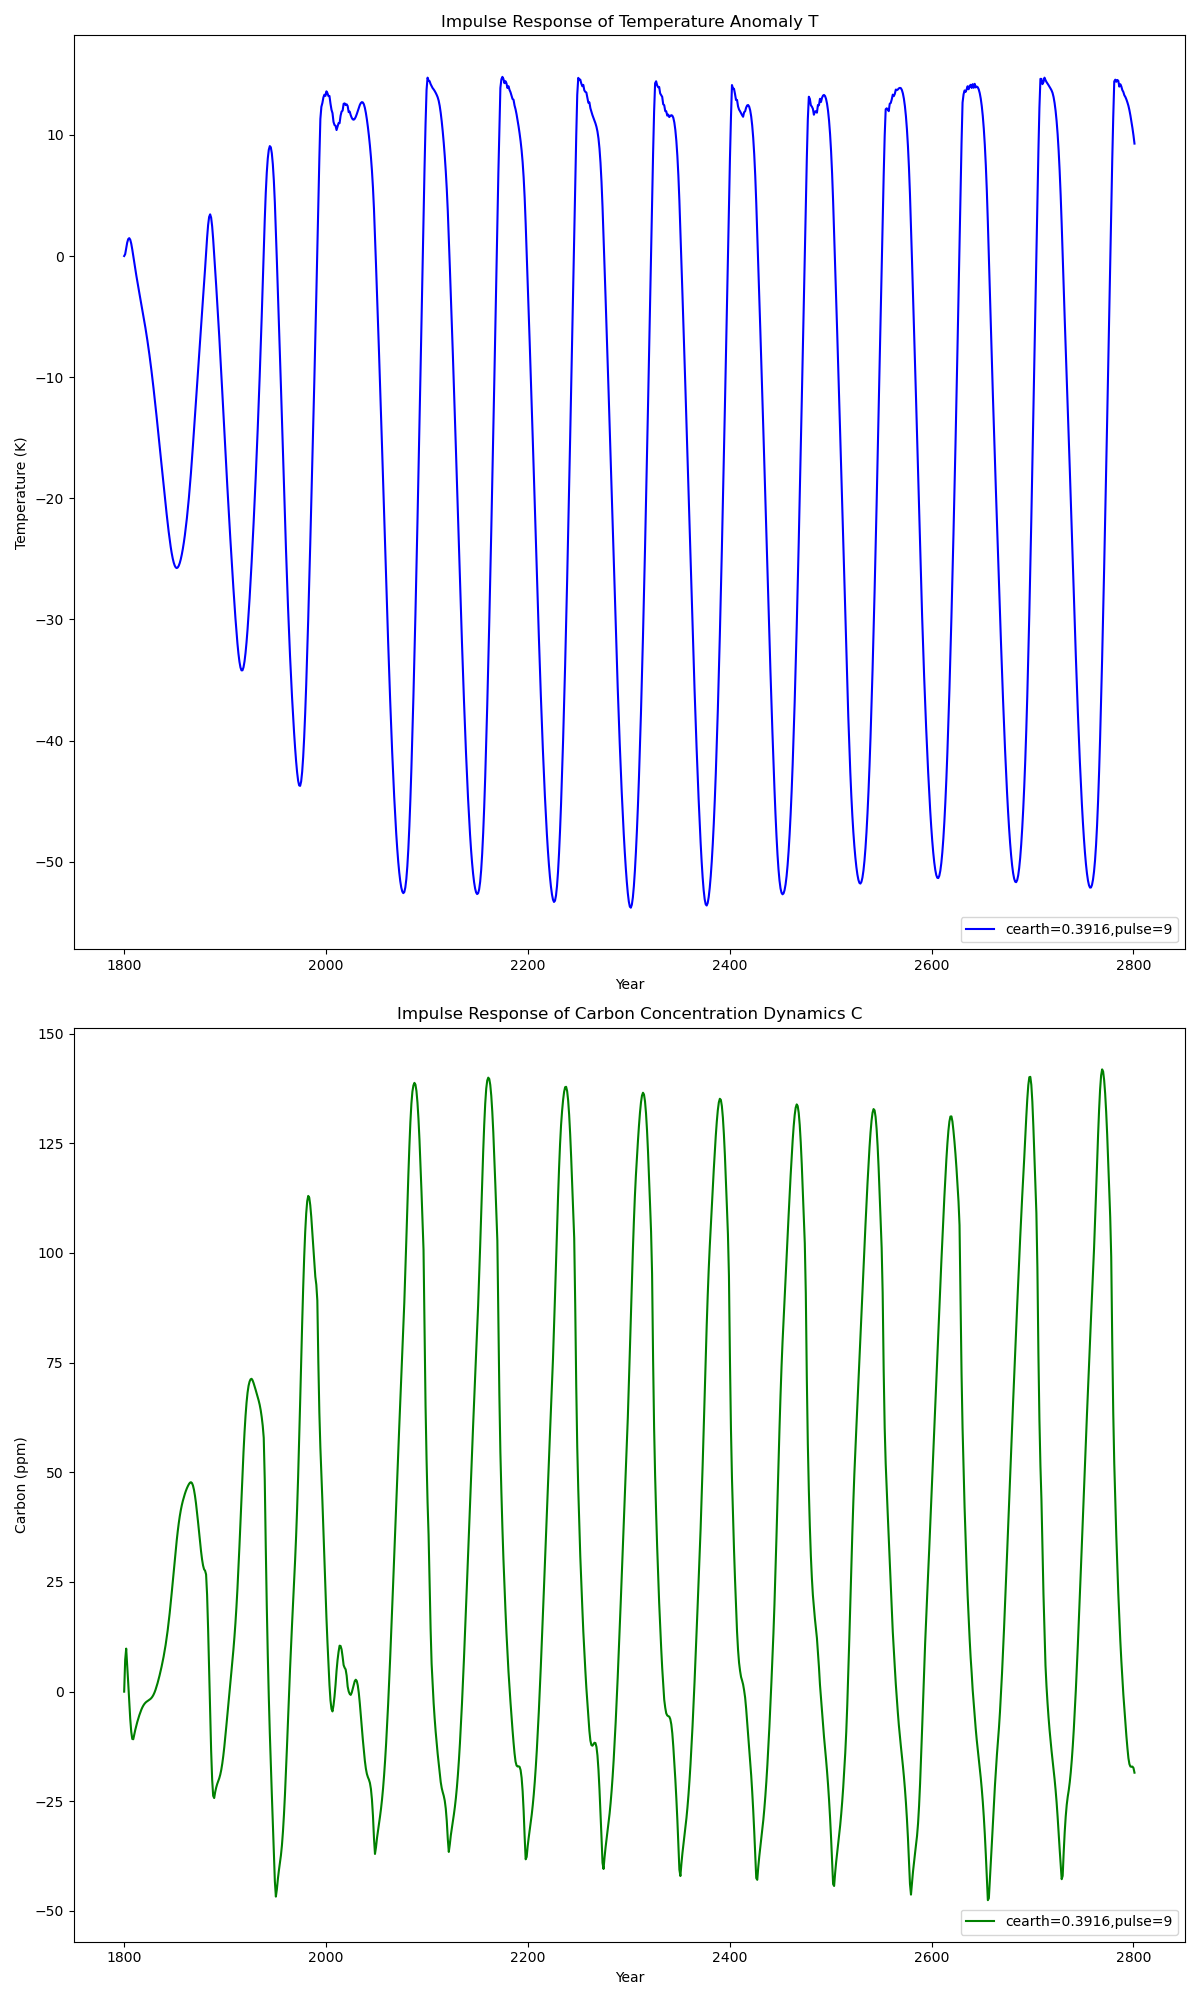 Impulse Response of Temperature Anomaly T
10
0
−10
−20
−30
−40
−50
Temperature (K)
cearth=0.3916,pulse=9
1800 2000 2200 2400 2600 2800
Year
Impulse Response of Carbon Concentration Dynamics C
150
125
100
75
50
25
0
−25
−50
Carbon (ppm)
cearth=0.3916,pulse=9
1800 2000 2200 2400 2600 2800
Year